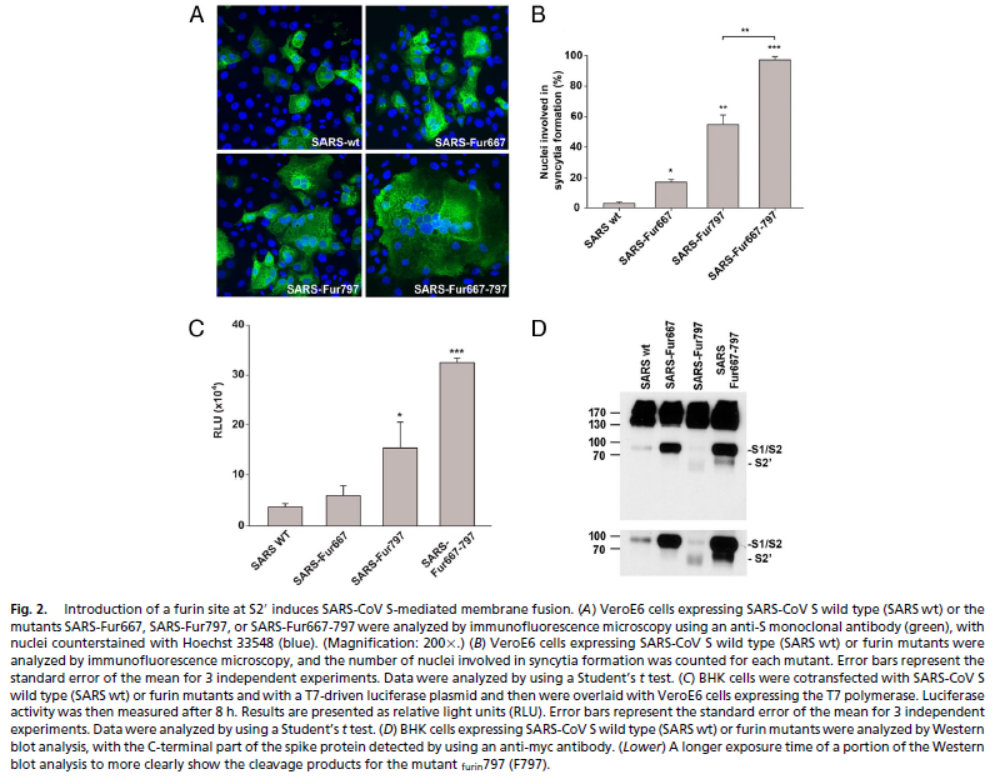 A
SARS-wt
SARS-Fur667
SARS-Fur797
SARS-Fur667-797
B
**
***
**
*
Nuclei involved in
syncytia formation (%)
100
80
60
40
20
0
SARS wt
SARS-Fur667
SARS-Fur797
SARS-Fur667-797
C
***
*
RLU (x10⁴)
40
30
20
10
0
SARS WT
SARS-Fur667
SARS-Fur797
SARS-
Fur667-797
D
SARS wt
SARS-Fur667
SARS-Fur797
SARS
Fur667-797
170
130
100
70
-S1/S2
- S2'
100
70
-S1/S2
- S2'
Fig. 2. Introduction of a furin site at S2' induces SARS-CoV S-mediated membrane fusion. (A) VeroE6 cells expressing SARS-CoV S wild type (SARS wt) or the
mutants SARS-Fur667, SARS-Fur797, or SARS-Fur667-797 were analyzed by immunofluorescence microscopy using an anti-S monoclonal antibody (green), with
nuclei counterstained with Hoechst 33548 (blue). (Magnification: 200×.) (B) VeroE6 cells expressing SARS-CoV S wild type (SARS wt) or furin mutants were
analyzed by immunofluorescence microscopy, and the number of nuclei involved in syncytia formation was counted for each mutant. Error bars represent the
standard error of the mean for 3 independent experiments. Data were analyzed by using a Student's t test. (C) BHK cells were cotransfected with SARS-CoV S
wild type (SARS wt) or furin mutants and with a T7-driven luciferase plasmid and then were overlaid with VeroE6 cells expressing the T7 polymerase. Luciferase
activity was then measured after 8 h. Results are presented as relative light units (RLU). Error bars represent the standard error of the mean for 3 independent
experiments. Data were analyzed by using a Student's t test. (D) BHK cells expressing SARS-CoV S wild type (SARS wt) or furin mutants were analyzed by Western
blot analysis, with the C-terminal part of the spike protein detected by using an anti-myc antibody. (Lower) A longer exposure time of a portion of the Western
blot analysis to more clearly show the cleavage products for the mutant furin797 (F797).